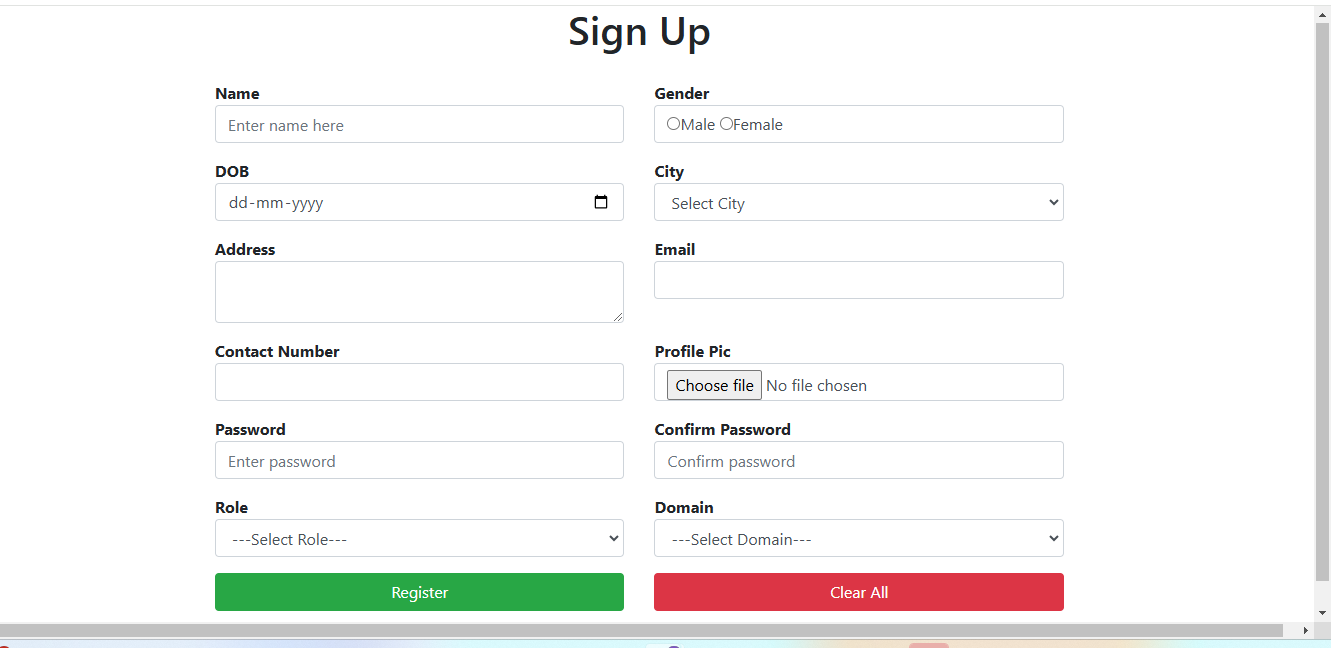 Sign Up
Name
Gender
Enter name here
Male Female
DOB
City
dd-mm-yyyy
Select City
Address
Email
Contact Number
Profile Pic
Choose file No file chosen
Password
Confirm Password
Enter password
Confirm password
Role
Domain
---Select Role---
---Select Domain---
Register
Clear All